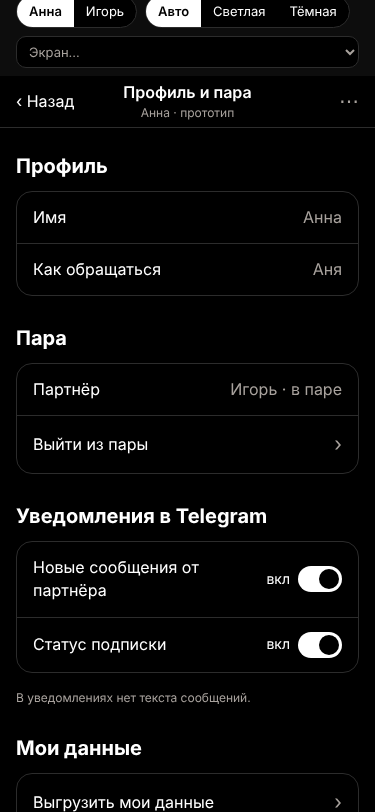 Анна Игорь Авто Светлая Тёмная
Экран...
‹ Назад
Профиль и пара
Анна · прототип
Профиль
Имя Анна
Как обращаться Аня
Пара
Партнёр Игорь · в паре
Выйти из пары
Уведомления в Telegram
Новые сообщения от
партнёра
вкл
Статус подписки вкл
В уведомлениях нет текста сообщений.
Мои данные
Выгрузить мои данные